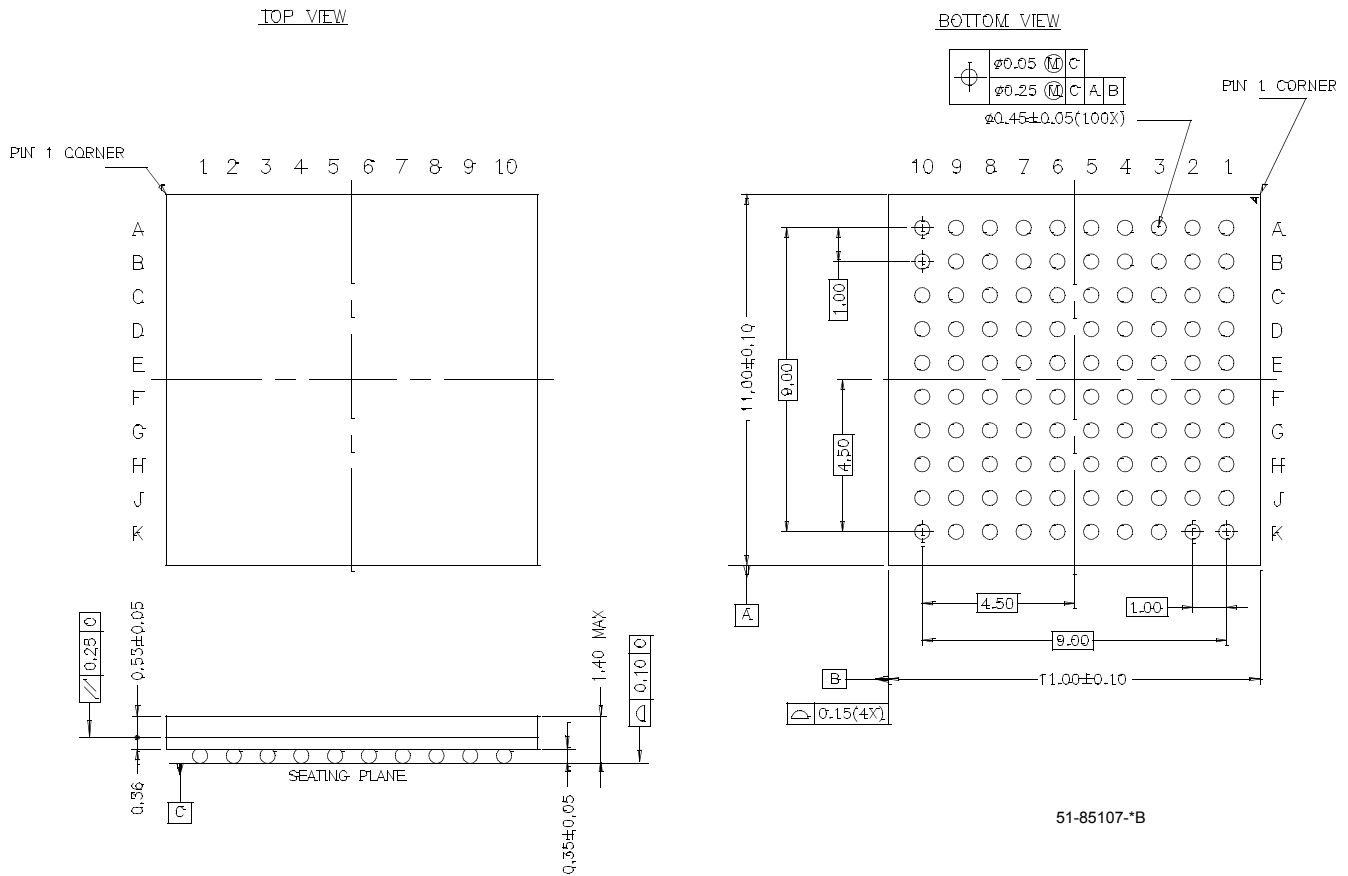 TOP VIEW
BOTTOM VIEW
⌀0.05 Ⓜ C
⌀0.25 Ⓜ C A B
⌀0.45±0.05(100X)
PIN 1 CORNER
PIN 1 CORNER
1 2 3 4 5 6 7 8 9 10
10 9 8 7 6 5 4 3 2 1
A
B
C
D
E
F
G
H
J
K
A
B
C
D
E
F
G
H
J
K
1.00
11.00±0.10
9.00
4.50
A
4.50
1.00
9.00
B
11.00±0.10
0.15(4X)
// 0.25 C
0.53±0.05
1.40 MAX
0.10 C
SEATING PLANE
0.36
C
0.35±0.05
51-85107-*B